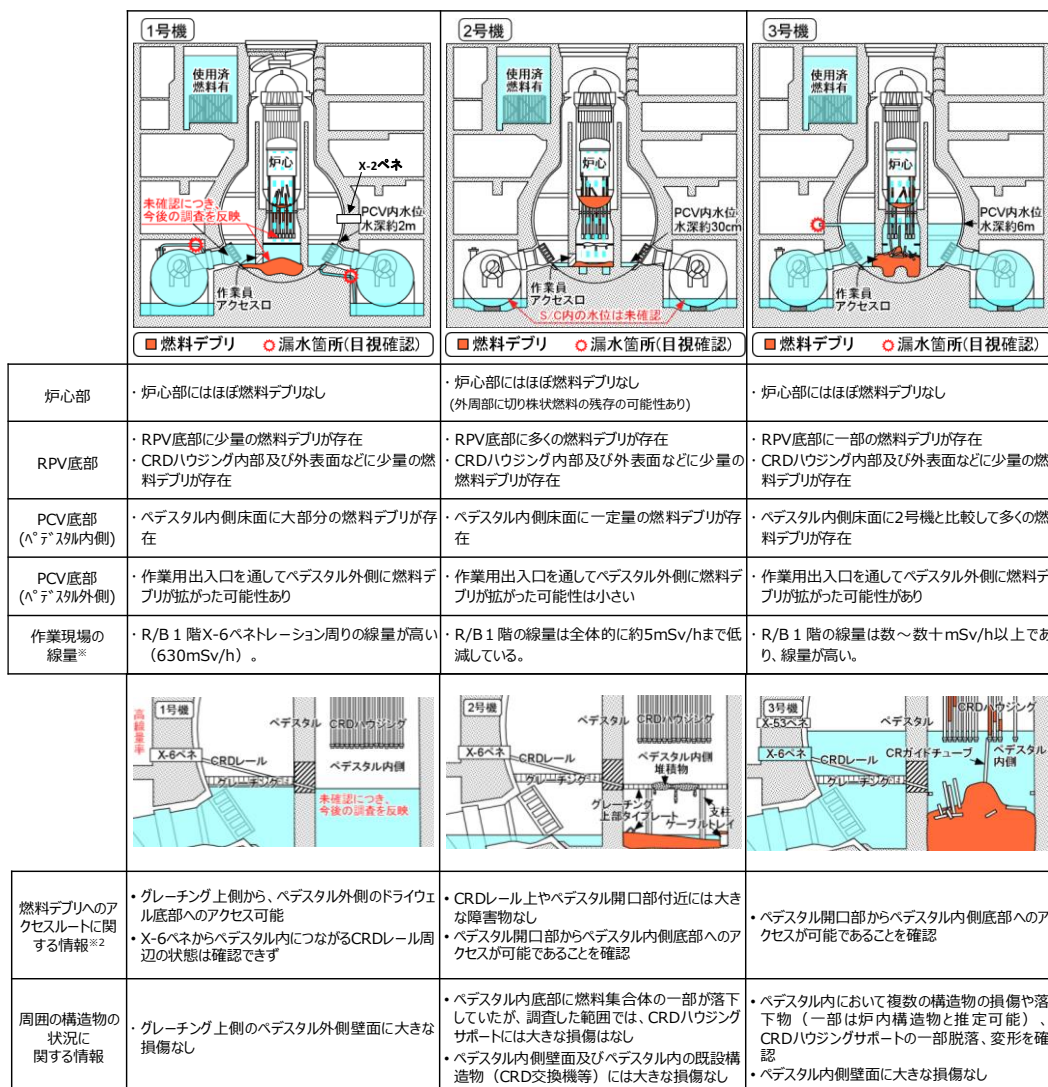 1号機
使用済
燃料有
炉心
X-2ペネ
未確認につき、
今後の調査を反映
PCV内水位
水深約2m
作業員
アクセス口
■燃料デブリ 漏水箇所(目視確認)
2号機
使用済
燃料有
炉心
PCV内水位
水深約30cm
作業員
アクセス口
S/C内の水位は未確認
■燃料デブリ 漏水箇所(目視確認)
3号機
使用済
燃料有
炉心
PCV内水位
水深約6m
作業員
アクセス口
■燃料デブリ 漏水箇所(目視確認)
炉心部
・炉心部にはほぼ燃料デブリなし
・炉心部にはほぼ燃料デブリなし
(外周部に切り株状燃料の残存の可能性あり)
・炉心部にはほぼ燃料デブリなし
RPV底部
・RPV底部に少量の燃料デブリが存在
・CRDハウジング内部及び外表面などに少量の燃
料デブリが存在
・RPV底部に多くの燃料デブリが存在
・CRDハウジング内部及び外表面などに少量の
燃料デブリが存在
・RPV底部に一部の燃料デブリが存在
・CRDハウジング内部及び外表面などに少量の燃
料デブリが存在
PCV底部
(ペデスタル内側)
・ペデスタル内側床面に大部分の燃料デブリが存
在
・ペデスタル内側床面に一定量の燃料デブリが存
在
・ペデスタル内側床面に2号機と比較して多くの燃
料デブリが存在
PCV底部
(ペデスタル外側)
・作業用出入口を通してペデスタル外側に燃料デ
ブリが拡がった可能性あり
・作業用出入口を通してペデスタル外側に燃料デ
ブリが拡がった可能性は小さい
・作業用出入口を通してペデスタル外側に燃料デ
ブリが拡がった可能性があり
作業現場の
線量※
・R/B１階X-6ペネトレーション周りの線量が高い
（630mSv/h）。
・R/B１階の線量は全体的に約5mSv/hまで低
減している。
・R/B１階の線量は数～数十mSv/h以上であ
り、線量が高い。
1号機
高線量率
ペデスタル
CRDハウジング
X-6ペネ
CRDレール
グレーチング
ペデスタル内側
未確認につき、
今後の調査を反映
2号機
ペデスタル
CRDハウジング
X-6ペネ
CRDレール
グレーチング
ペデスタル内側
堆積物
グレーチング
上部タイプレート
支柱
ケーブルトレイ
3号機
X-53ペネ
CRDハウジング
ペデスタル
X-6ペネ
CRDレール
CRガイドチューブ
ペデスタル
内側
グレーチング
燃料デブリへのア
クセスルートに関
する情報※2
• グレーチング上側から、ペデスタル外側のドライウェ
ル底部へのアクセス可能
• X-6ペネからペデスタル内につながるCRDレール周
辺の状態は確認できず
• CRDレール上やペデスタル開口部付近には大き
な障害物なし
• ペデスタル開口部からペデスタル内側底部へのア
クセスが可能であることを確認
• ペデスタル開口部からペデスタル内側底部へのア
クセスが可能であることを確認
周囲の構造物の
状況に
関する情報
• グレーチング上側のペデスタル外側壁面に大きな
損傷なし
• ペデスタル内底部に燃料集合体の一部が落下
していたが、調査した範囲では、CRDハウジング
サポートには大きな損傷はなし
• ペデスタル内側壁面及びペデスタル内の既設構
造物（CRD交換機等）には大きな損傷なし
• ペデスタル内において複数の構造物の損傷や落
下物（一部は炉内構造物と推定可能）、
CRDハウジングサポートの一部脱落、変形を確
認
• ペデスタル内側壁面に大きな損傷なし